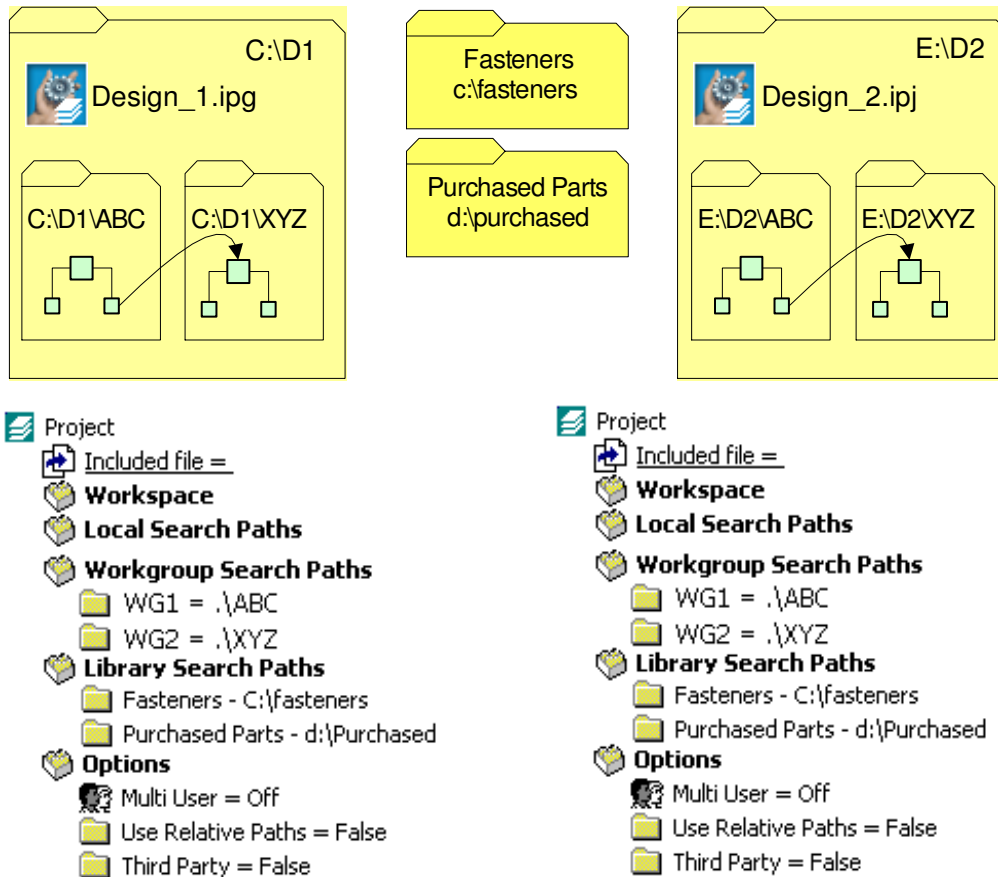 C:\D1
Design_1.ipg
C:\D1\ABC
C:\D1\XYZ
Fasteners
c:\fasteners
Purchased Parts
d:\purchased
E:\D2
Design_2.ipj
E:\D2\ABC
E:\D2\XYZ
Project
Included file =
Workspace
Local Search Paths
Workgroup Search Paths
WG1 = .\ABC
WG2 = .\XYZ
Library Search Paths
Fasteners - C:\fasteners
Purchased Parts - d:\Purchased
Options
Multi User = Off
Use Relative Paths = False
Third Party = False
Project
Included file =
Workspace
Local Search Paths
Workgroup Search Paths
WG1 = .\ABC
WG2 = .\XYZ
Library Search Paths
Fasteners - C:\fasteners
Purchased Parts - d:\Purchased
Options
Multi User = Off
Use Relative Paths = False
Third Party = False